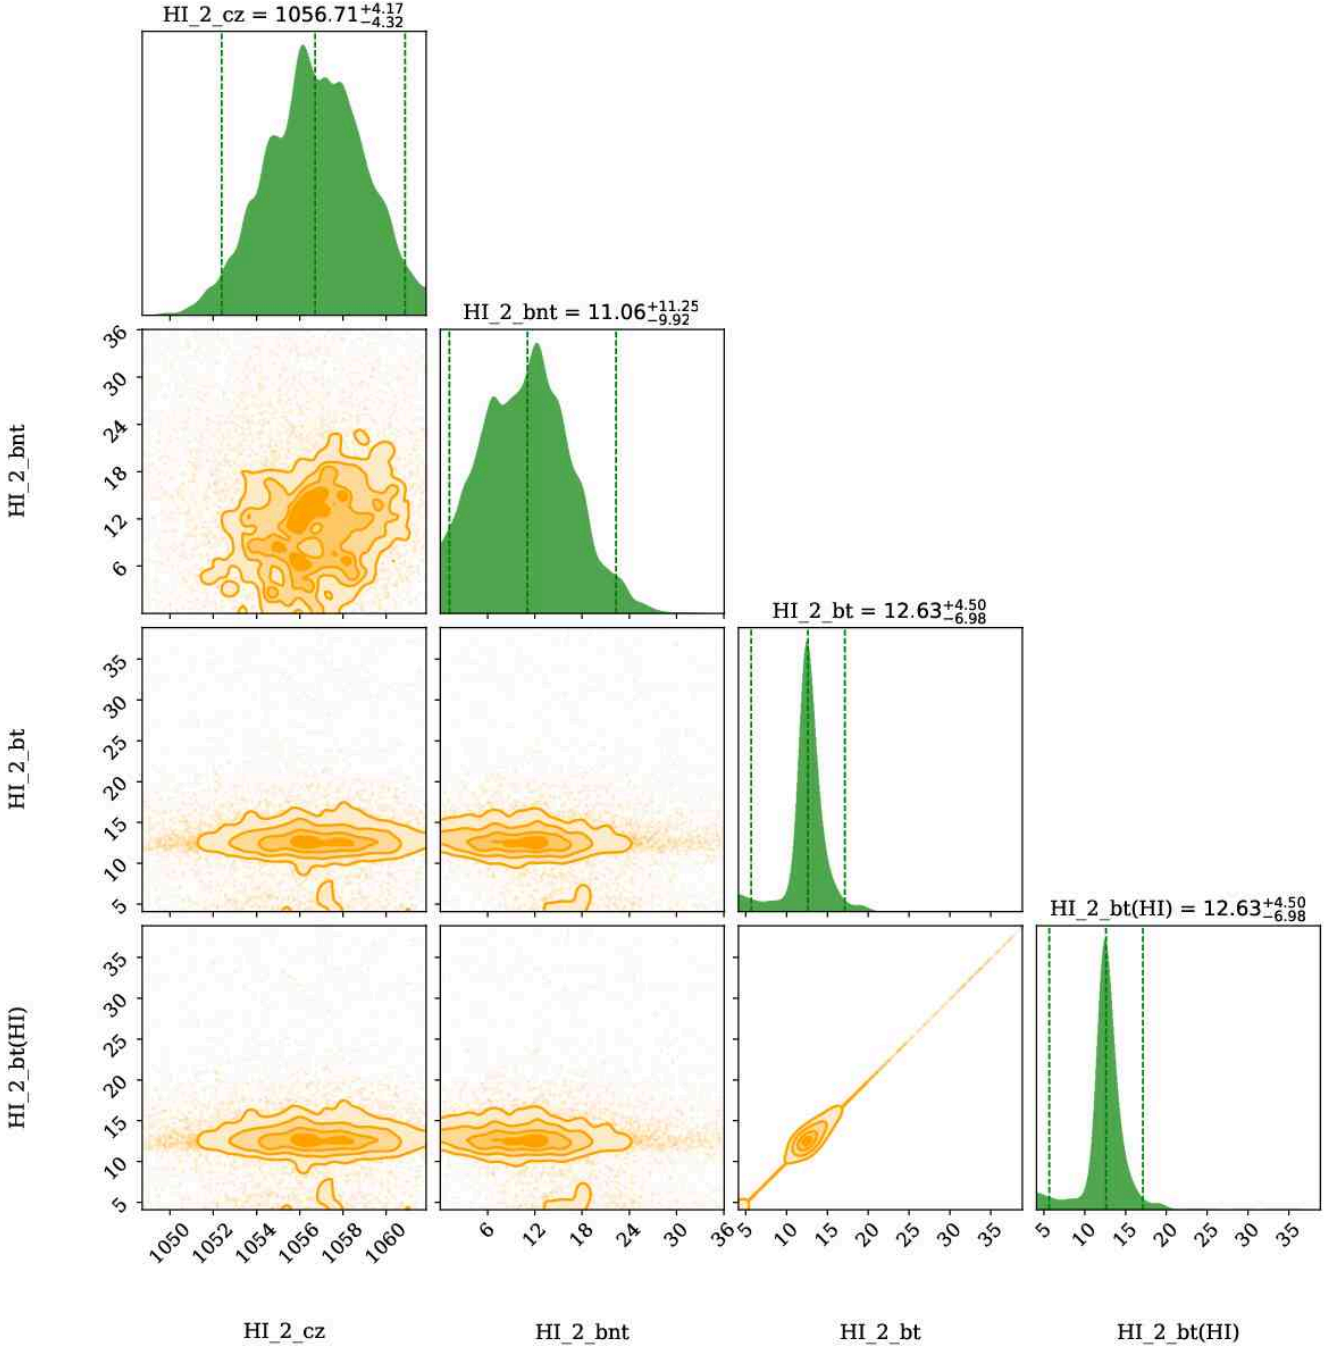 HI_2_cz = 1056.71+4.17 −4.32
HI_2_bnt = 11.06+11.25 −9.92
36
30
24
18
12
6
HI_2_bnt
HI_2_bt = 12.63+4.50 −6.98
35
30
25
20
15
10
5
HI_2_bt
HI_2_bt(HI) = 12.63+4.50 −6.98
35
30
25
20
15
10
5
HI_2_bt(HI)
1050 1052 1054 1056 1058 1060
6 12 18 24 30 36
5 10 15 20 25 30 35
5 10 15 20 25 30 35
HI_2_cz HI_2_bnt HI_2_bt HI_2_bt(HI)